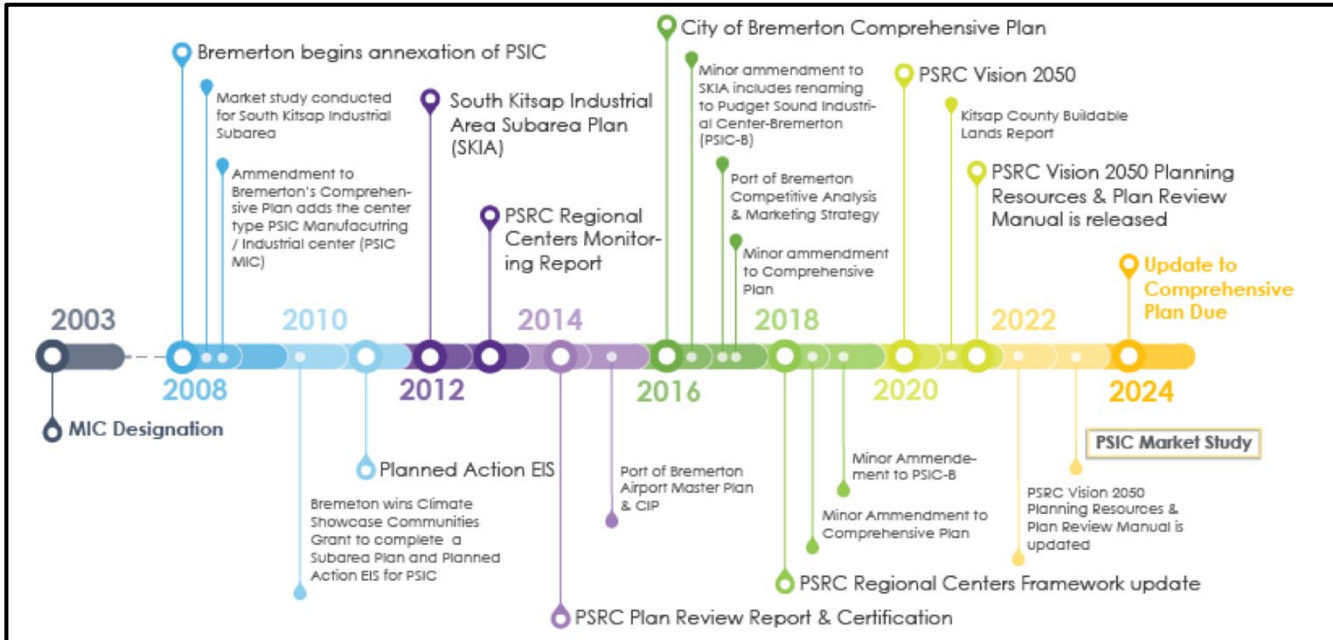 Bremerton begins annexation of PSIC
Market study conducted
for South Kitsap Industrial
Subarea
Ammendment to
Bremerton's Comprehen-
sive Plan adds the center
type PSIC Manufacutring
/ Industrial center (PSIC
MIC)
South Kitsap Industrial
Area Subarea Plan
(SKIA)
PSRC Regional
Centers Monitor-
ing Report
City of Bremerton Comprehensive Plan
Minor ammendment to
SKIA includes renaming
to Pudget Sound Industri-
al Center-Bremerton
(PSIC-B)
Port of Bremerton
Competitive Analysis
& Marketing Strategy
Minor ammendment
to Comprehensive
Plan
PSRC Vision 2050
Kitsap County Buildable
Lands Report
PSRC Vision 2050 Planning
Resources & Plan Review
Manual is released
Update to
Comprehensive
Plan Due
2003
2010
2014
2018
2022
2008
2012
2016
2020
2024
MIC Designation
Planned Action EIS
Bremeton wins Climate
Showcase Communities
Grant to complete a
Subarea Plan and Planned
Action EIS for PSIC
Port of Bremerton
Airport Master Plan
& CIP
PSRC Plan Review Report & Certification
Minor Ammende-
ment to PSIC-B
Minor Ammendment to
Comprehensive Plan
PSRC Regional Centers Framework update
PSIC Market Study
PSRC Vision 2050
Planning Resources &
Plan Review Manual is
updated